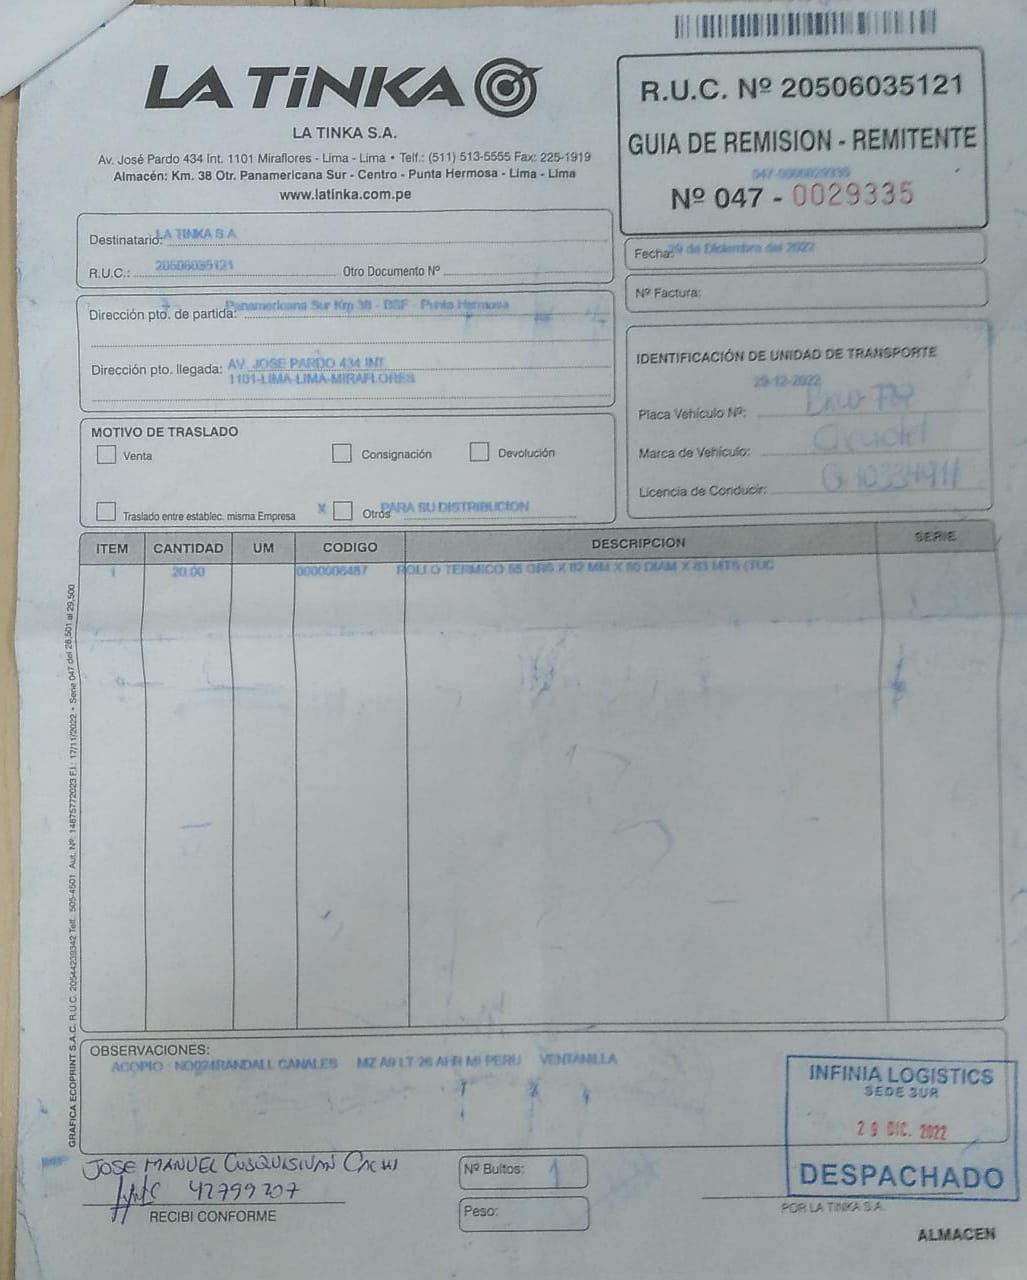 LA TiNKA
LA TINKA S.A.
Av. José Pardo 434 Int. 1101 Miraflores - Lima - Lima • Telf.: (511) 513-5555 Fax: 225-1919
Almacén: Km. 38 Otr. Panamericana Sur - Centro - Punta Hermosa - Lima - Lima
www.latinka.com.pe
R.U.C. Nº 20506035121
GUIA DE REMISION - REMITENTE
047-0000029335
Nº 047 - 0029335
Destinatario: LA TINKA S.A.
R.U.C.: 20506035121 Otro Documento Nº
Fecha: 29 de Diciembre del 2022
Nº Factura:
Dirección pto. de partida: Panamericana Sur Km 38 - BSF Punta Hermosa
Dirección pto. llegada: AV. JOSE PARDO 434 INT
1101-LIMA-LIMA-MIRAFLORES
IDENTIFICACIÓN DE UNIDAD DE TRANSPORTE
29-12-2022
Placa Vehículo Nº:
Marca de Vehículo:
Licencia de Conducir:
MOTIVO DE TRASLADO
Venta Consignación Devolución
Traslado entre establec. misma Empresa X Otros PARA SU DISTRIBUCION
ITEM CANTIDAD UM CODIGO DESCRIPCION SERIE
1 20.00 0000006487 ROLLO TERMICO 55 GRS X 82 MM X 80 DIAM X 83 MTS (TUC
GRAFICA ECOPRINT S.A.C. R.U.C. 20544239342 Telf. 505-4501 Aut. Nº: 14875772023 F.I.: 17/11/2022 • Serie 047 del 28,501 al 29,500
OBSERVACIONES:
ACOPIO : NO024RANDALL CANALES MZ A9 LT 26 AHR MI PERU VENTANILLA
INFINIA LOGISTICS
SEDE SUR
29 DIC. 2022
DESPACHADO
JOSE MANUEL CUSQUISIVAN CACHI
42799207
RECIBI CONFORME
Nº Bultos: 1
Peso:
POR LA TINKA S.A.
ALMACEN